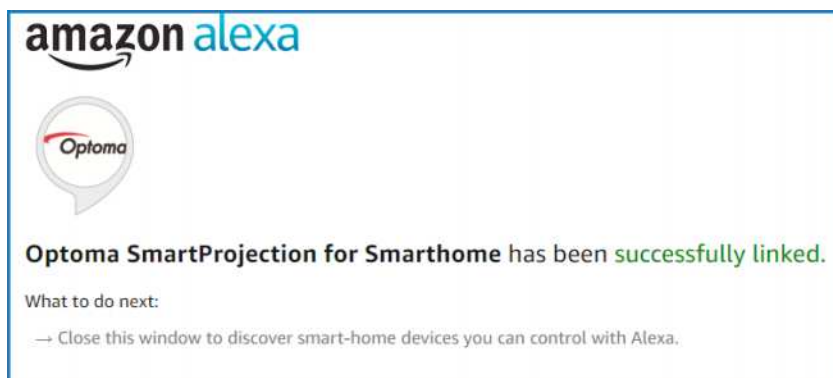 amazon alexa
Optoma
Optoma SmartProjection for Smarthome has been successfully linked.
What to do next:
→ Close this window to discover smart-home devices you can control with Alexa.